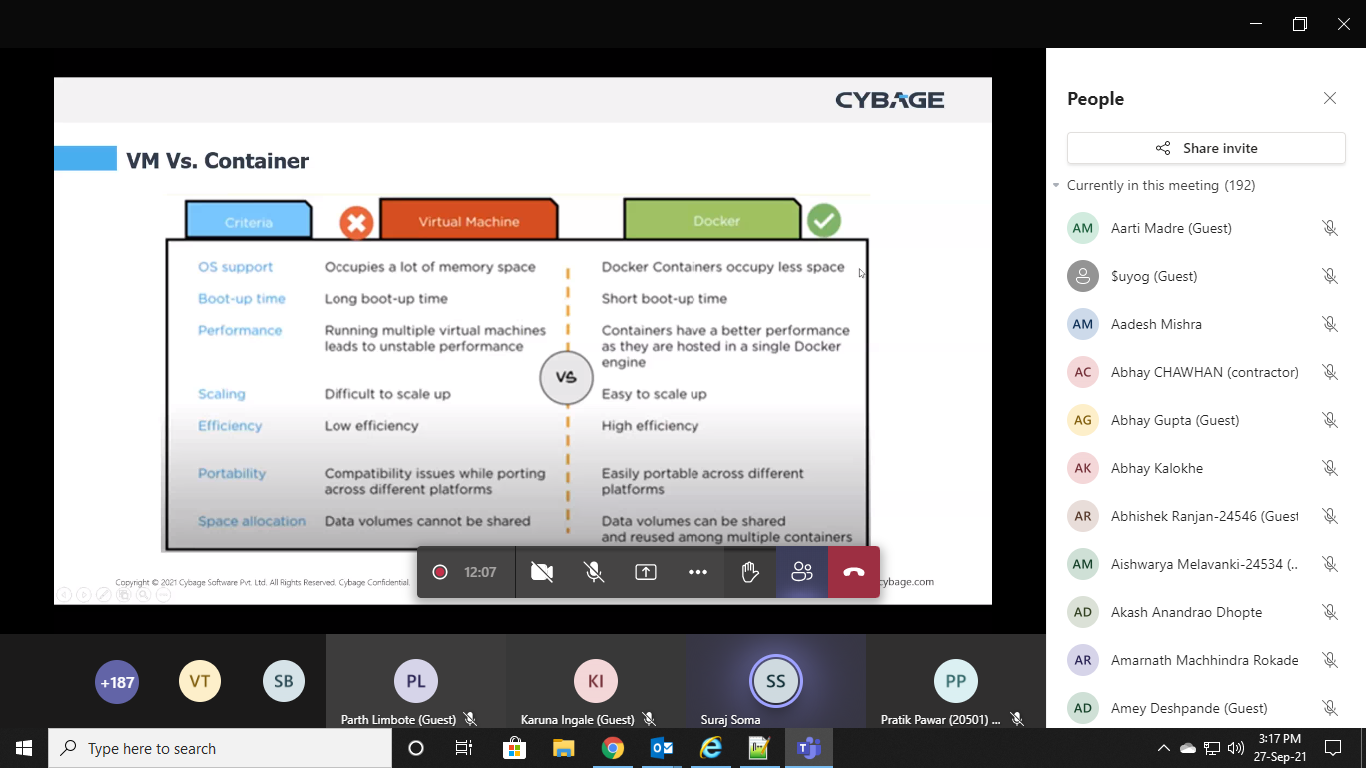 CYBAGE
VM Vs. Container
Criteria
Virtual Machine
Docker
OS support
Occupies a lot of memory space
Docker Containers occupy less space
Boot-up time
Long boot-up time
Short boot-up time
Performance
Running multiple virtual machines
leads to unstable performance
Containers have a better performance
as they are hosted in a single Docker
engine
VS
Scaling
Difficult to scale up
Easy to scale up
Efficiency
Low efficiency
High efficiency
Portability
Compatibility issues while porting
across different platforms
Easily portable across different
platforms
Space allocation
Data volumes cannot be shared
Data volumes can be shared
and reused among multiple containers
Copyright © 2021 Cybage Software Pvt. Ltd. All Rights Reserved. Cybage Confidential.
cybage.com
12:07
People
Share invite
Currently in this meeting (192)
AM
Aarti Madre (Guest)
$uyog (Guest)
AM
Aadesh Mishra
AC
Abhay CHAWHAN (contractor)
AG
Abhay Gupta (Guest)
AK
Abhay Kalokhe
AR
Abhishek Ranjan-24546 (Guest
AM
Aishwarya Melavanki-24534 (..
AD
Akash Anandrao Dhopte
AR
Amarnath Machhindra Rokade
AD
Amey Deshpande (Guest)
+187
VT
SB
PL
Parth Limbote (Guest)
KI
Karuna Ingale (Guest)
SS
Suraj Soma
PP
Pratik Pawar (20501) ...
Type here to search
3:17 PM
27-Sep-21